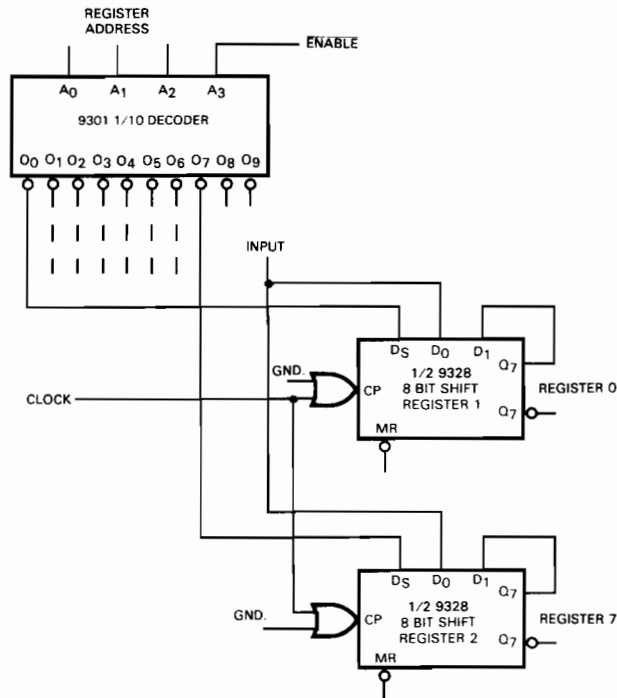 REGISTER
ADDRESS
ENABLE
A0 A1 A2 A3
9301 1/10 DECODER
O0 O1 O2 O3 O4 O5 O6 O7 O8 O9
INPUT
DS D0 D1
Q7
GND.
1/2 9328
8 BIT SHIFT
REGISTER 1
CP
REGISTER 0
CLOCK
Q7
MR
DS D0 D1
Q7
1/2 9328
8 BIT SHIFT
REGISTER 2
GND.
CP
REGISTER 7
Q7
MR